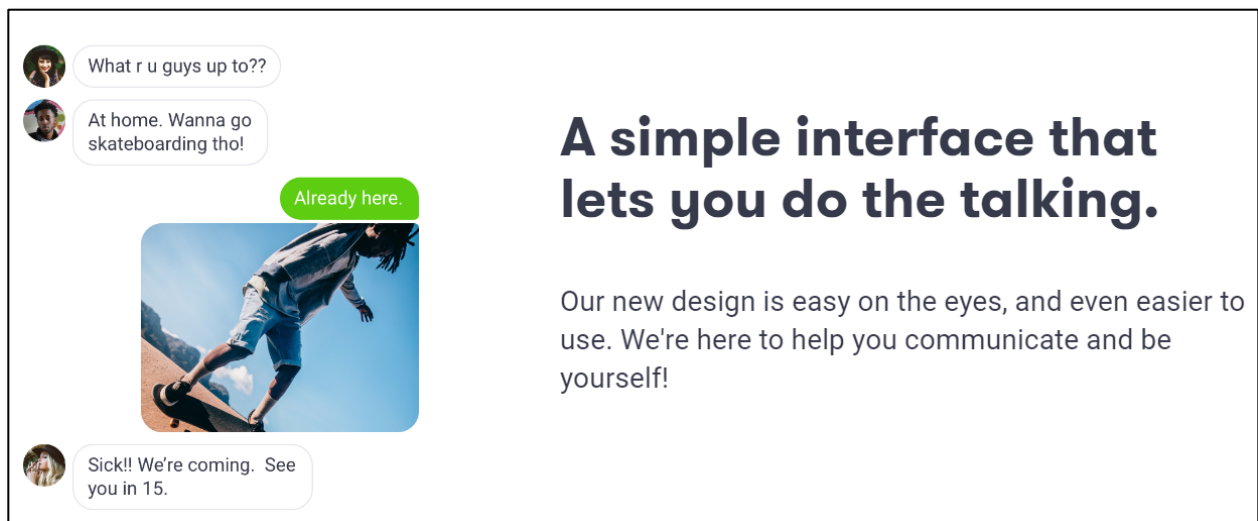 What r u guys up to??
At home. Wanna go
skateboarding tho!
Already here.
Sick!! We’re coming.  See
you in 15.
A simple interface that
lets you do the talking.
Our new design is easy on the eyes, and even easier to
use. We're here to help you communicate and be
yourself!